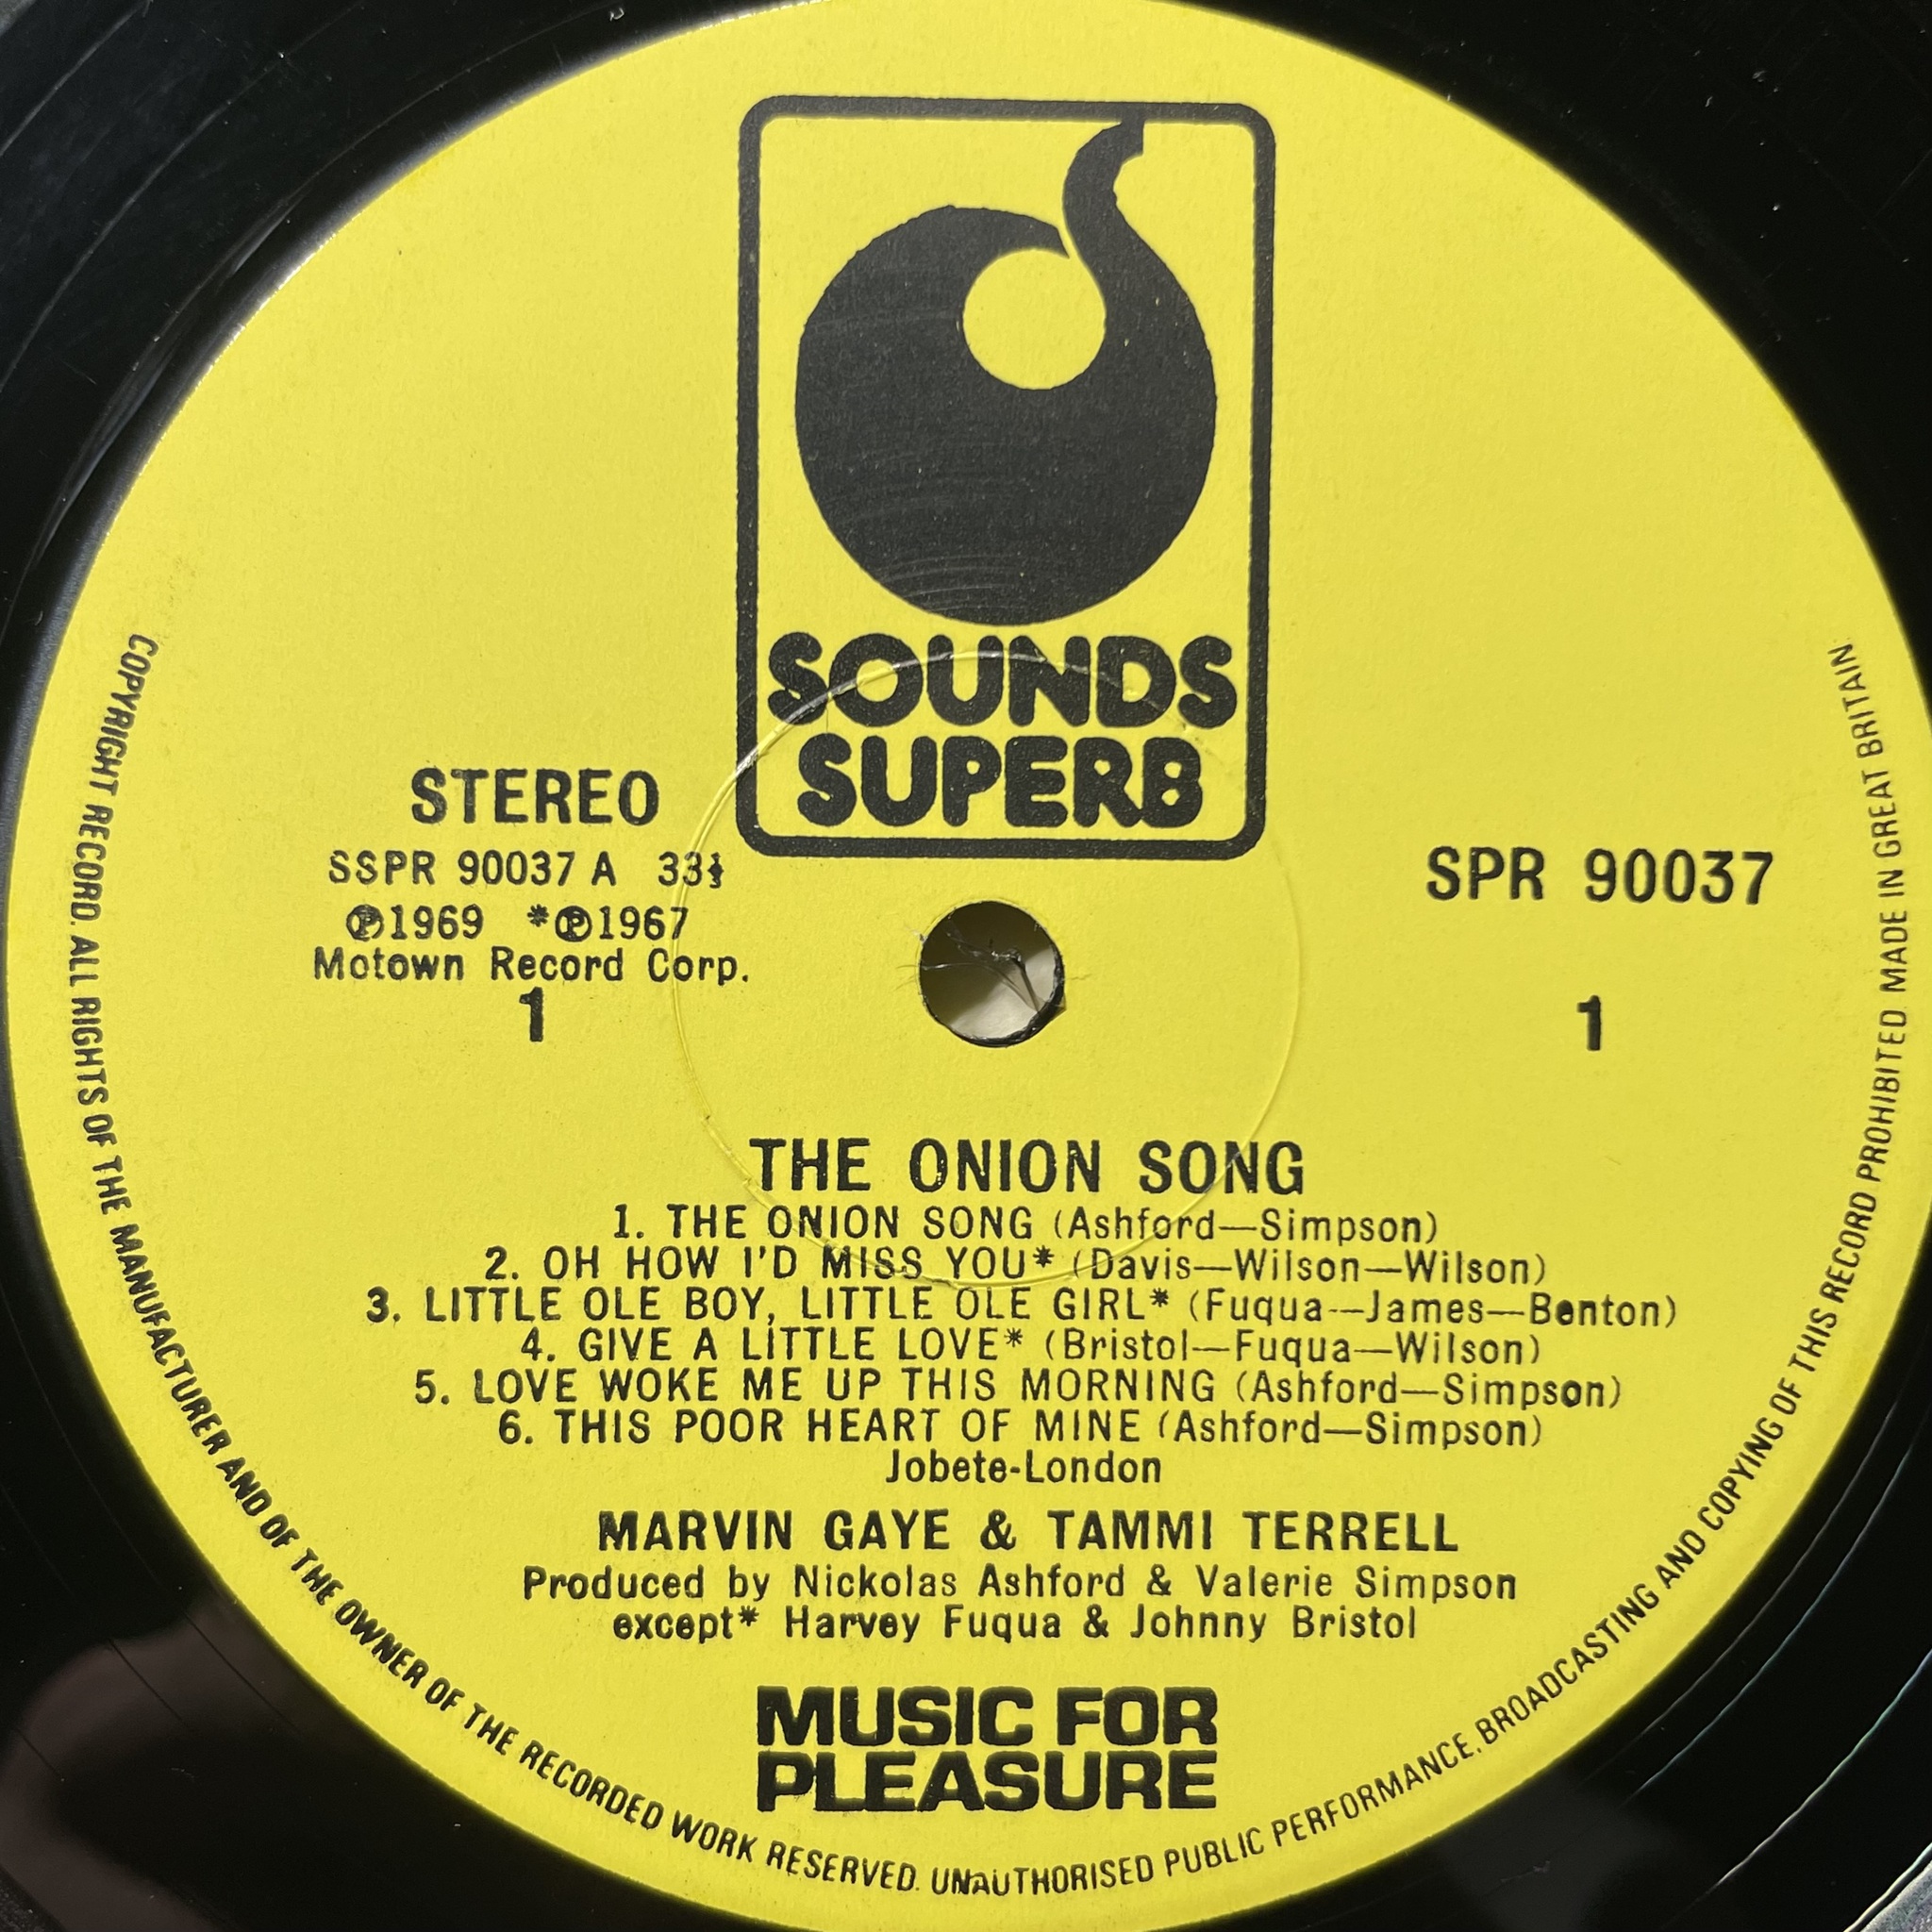 SOUNDS
SUPERB
STEREO
SSPR 90037 A 33⅓
℗1969 *℗1967
Motown Record Corp.
1
SPR 90037
1
THE ONION SONG
1. THE ONION SONG (Ashford—Simpson)
2. OH HOW I'D MISS YOU* (Davis—Wilson—Wilson)
3. LITTLE OLE BOY, LITTLE OLE GIRL* (Fuqua—James—Benton)
4. GIVE A LITTLE LOVE* (Bristol—Fuqua—Wilson)
5. LOVE WOKE ME UP THIS MORNING (Ashford—Simpson)
6. THIS POOR HEART OF MINE (Ashford—Simpson)
Jobete-London
MARVIN GAYE & TAMMI TERRELL
Produced by Nickolas Ashford & Valerie Simpson
except* Harvey Fuqua & Johnny Bristol
MUSIC FOR
PLEASURE
COPYRIGHT RECORD. ALL RIGHTS OF THE MANUFACTURER AND OF THE OWNER OF THE RECORDED WORK RESERVED. UNAUTHORISED PUBLIC PERFORMANCE, BROADCASTING AND COPYING OF THIS RECORD PROHIBITED MADE IN GREAT BRITAIN